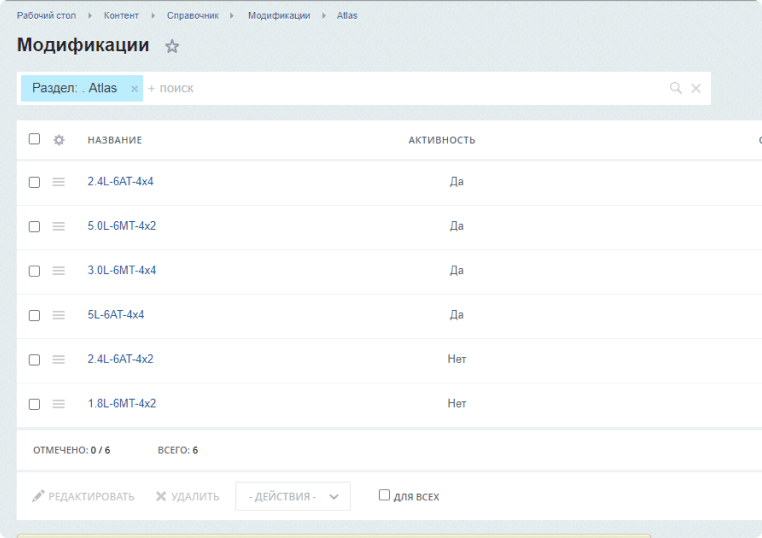 Рабочий стол Контент Справочник Модификации Atlas
Модификации
Раздел: . Atlas × + поиск
НАЗВАНИЕ АКТИВНОСТЬ
2.4L-6AT-4x4 Да
5.0L-6MT-4x2 Да
3.0L-6MT-4x4 Да
5L-6AT-4x4 Да
2.4L-6AT-4x2 Нет
1.8L-6MT-4x2 Нет
ОТМЕЧЕНО: 0 / 6 ВСЕГО: 6
РЕДАКТИРОВАТЬ УДАЛИТЬ - ДЕЙСТВИЯ - ДЛЯ ВСЕХ